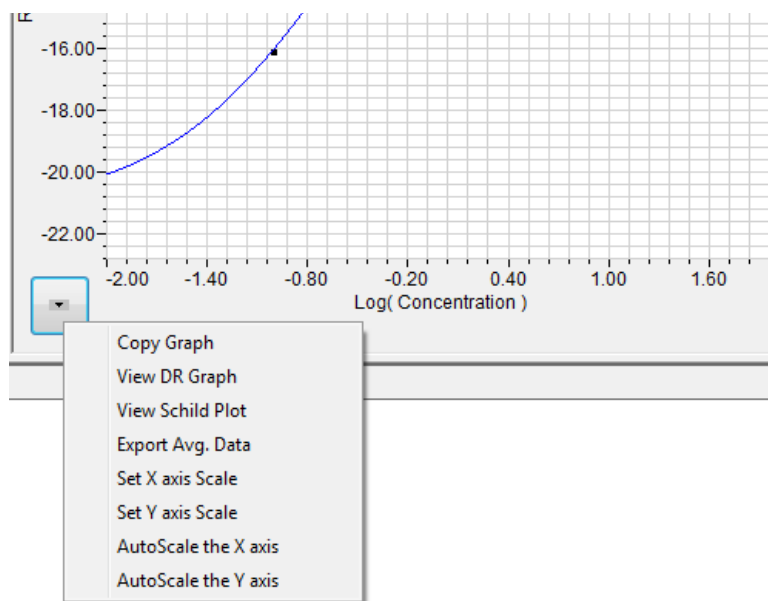 -16.00
-18.00
-20.00
-22.00
-2.00 -1.40 -0.80 -0.20 0.40 1.00 1.60
Log( Concentration )
Copy Graph
View DR Graph
View Schild Plot
Export Avg. Data
Set X axis Scale
Set Y axis Scale
AutoScale the X axis
AutoScale the Y axis